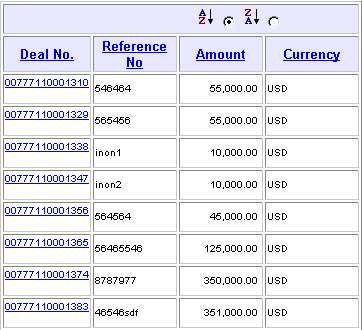 A Z Z A
Deal No. Reference No Amount Currency
00777110001310 546464 55,000.00 USD
00777110001329 565456 55,000.00 USD
00777110001338 inon1 10,000.00 USD
00777110001347 inon2 10,000.00 USD
00777110001356 564564 45,000.00 USD
00777110001365 56465546 125,000.00 USD
00777110001374 8787977 350,000.00 USD
00777110001383 46546sdf 351,000.00 USD